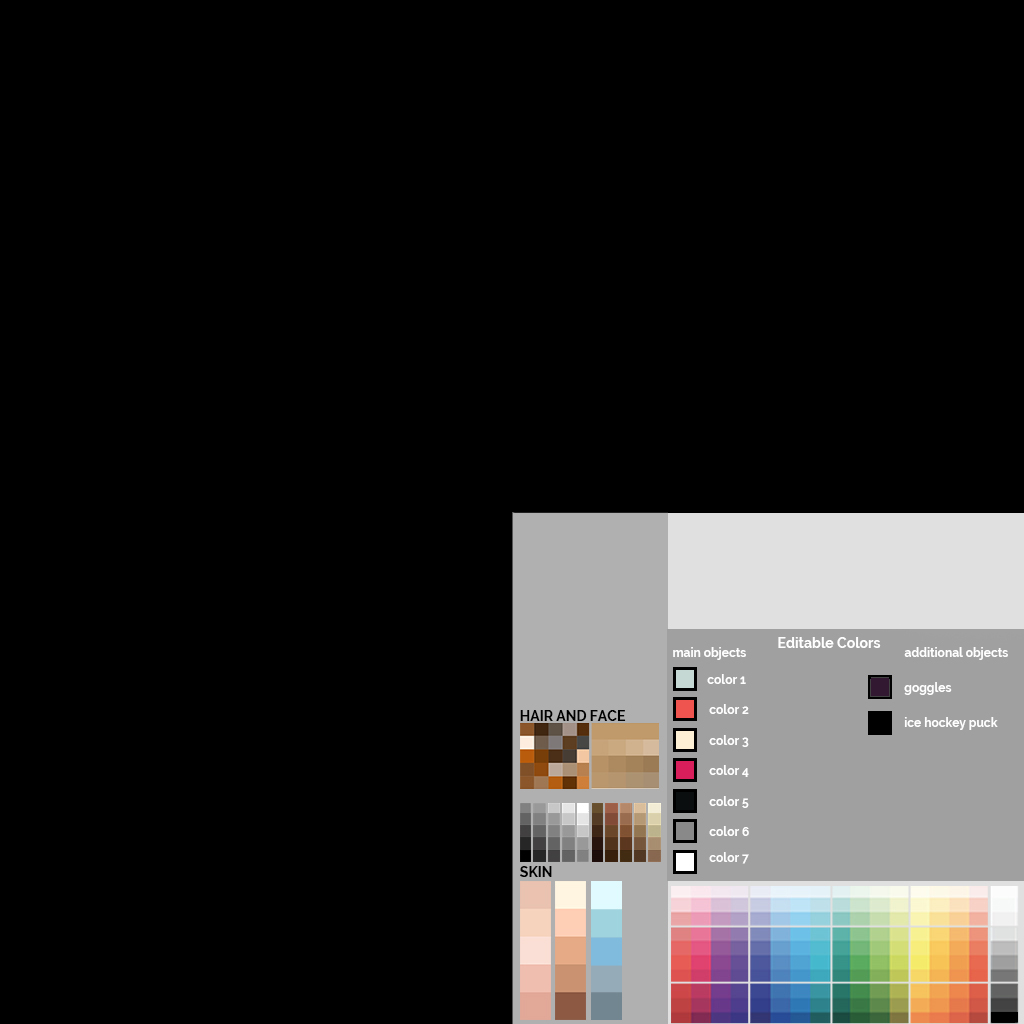 Editable Colors
main objects
additional objects
color 1
goggles
color 2
HAIR AND FACE
ice hockey puck
color 3
color 4
color 5
color 6
color 7
SKIN